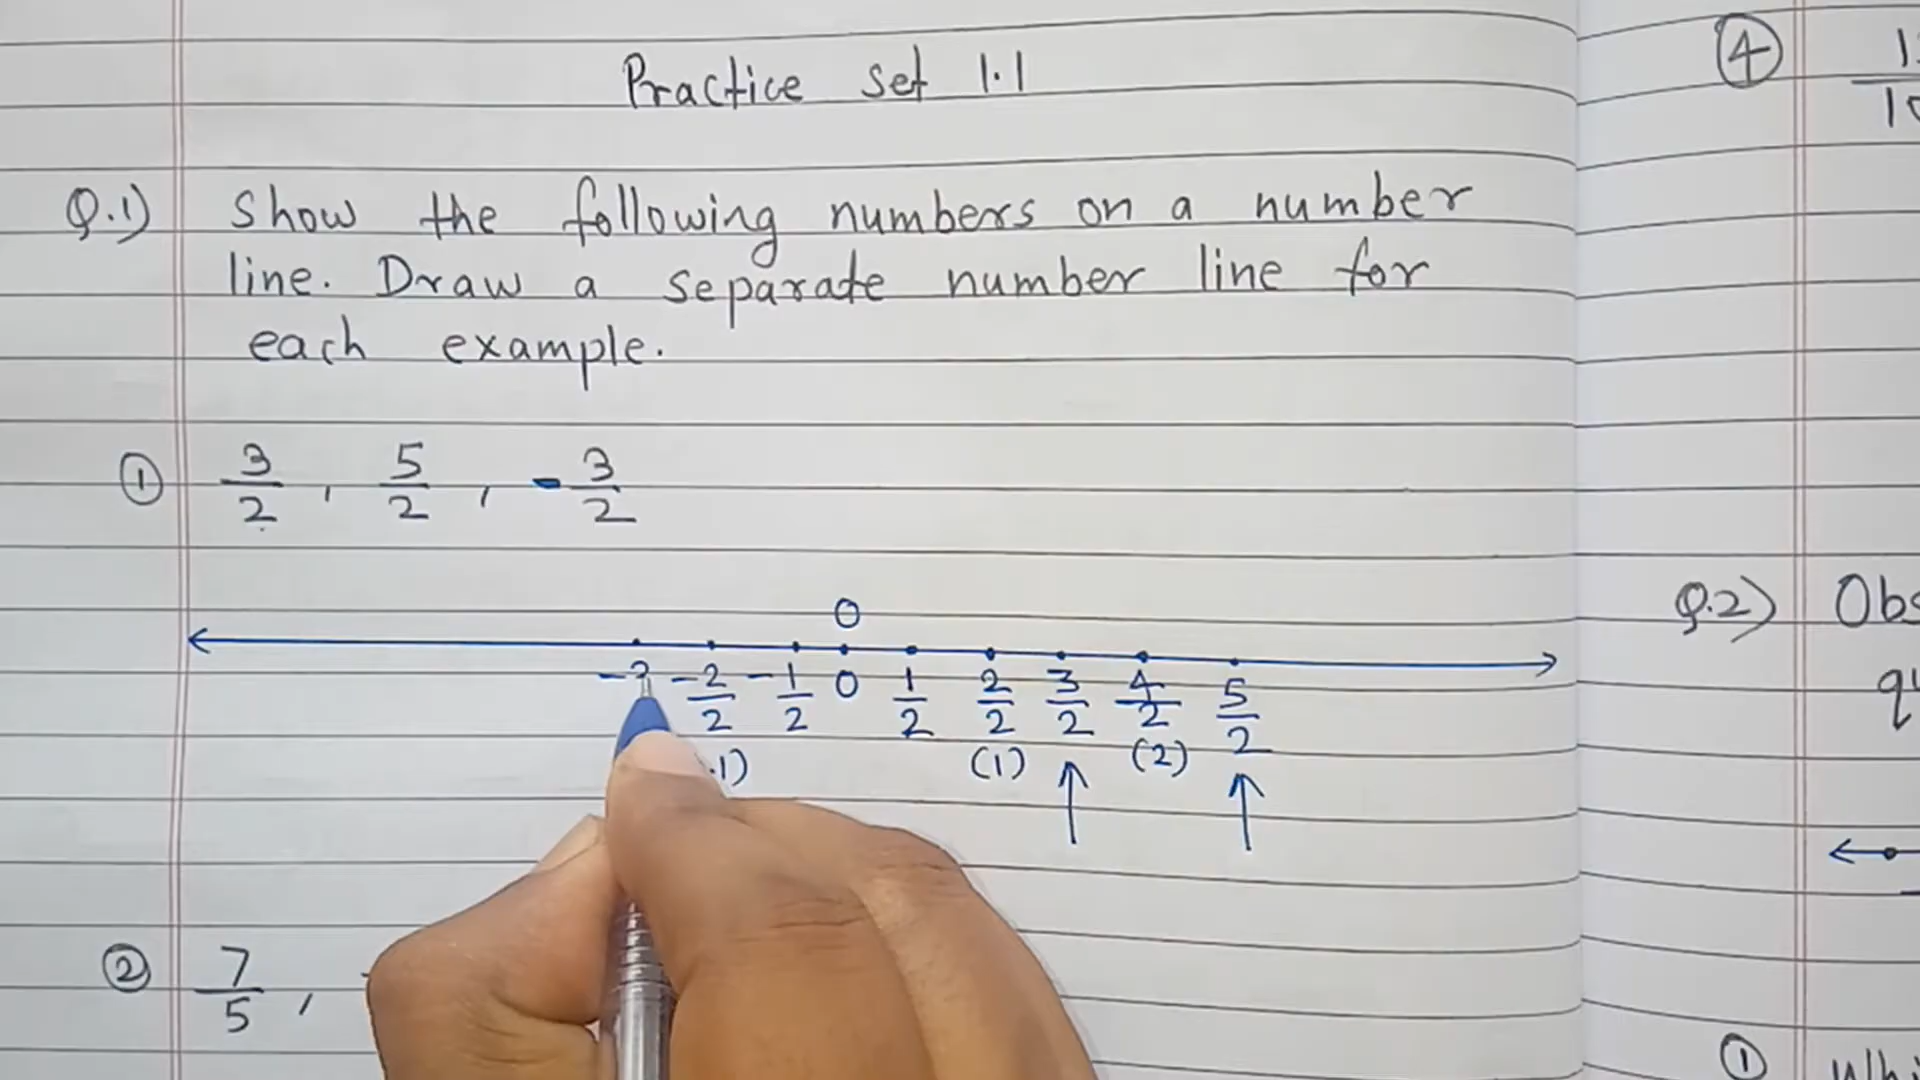 Practice set 1.1
Q.1) Show the following numbers on a number
line. Draw a separate number line for
each example.
① 3/2 , 5/2 , -3/2
0
-2/2 -1/2 0 1/2 2/2 3/2 4/2 5/2
(1) (2)
② 7/5 ,
④
Q.2)
①